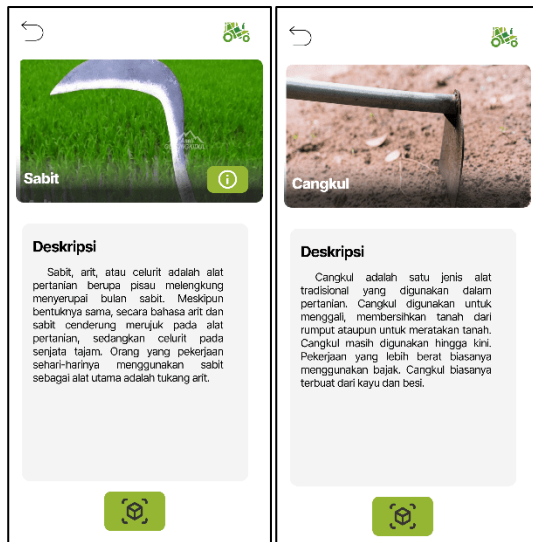 Sabit
Deskripsi
Sabit, arit, atau celurit adalah alat
pertanian berupa pisau melengkung
menyerupai bulan sabit. Meskipun
bentuknya sama, secara bahasa arit dan
sabit cenderung merujuk pada alat
pertanian, sedangkan celurit pada
senjata tajam. Orang yang pekerjaan
sehari-harinya menggunakan sabit
sebagai alat utama adalah tukang arit.
Cangkul
Deskripsi
Cangkul adalah satu jenis alat
tradisional yang digunakan dalam
pertanian. Cangkul digunakan untuk
menggali, membersihkan tanah dari
rumput ataupun untuk meratakan tanah.
Cangkul masih digunakan hingga kini.
Pekerjaan yang lebih berat biasanya
menggunakan bajak. Cangkul biasanya
terbuat dari kayu dan besi.